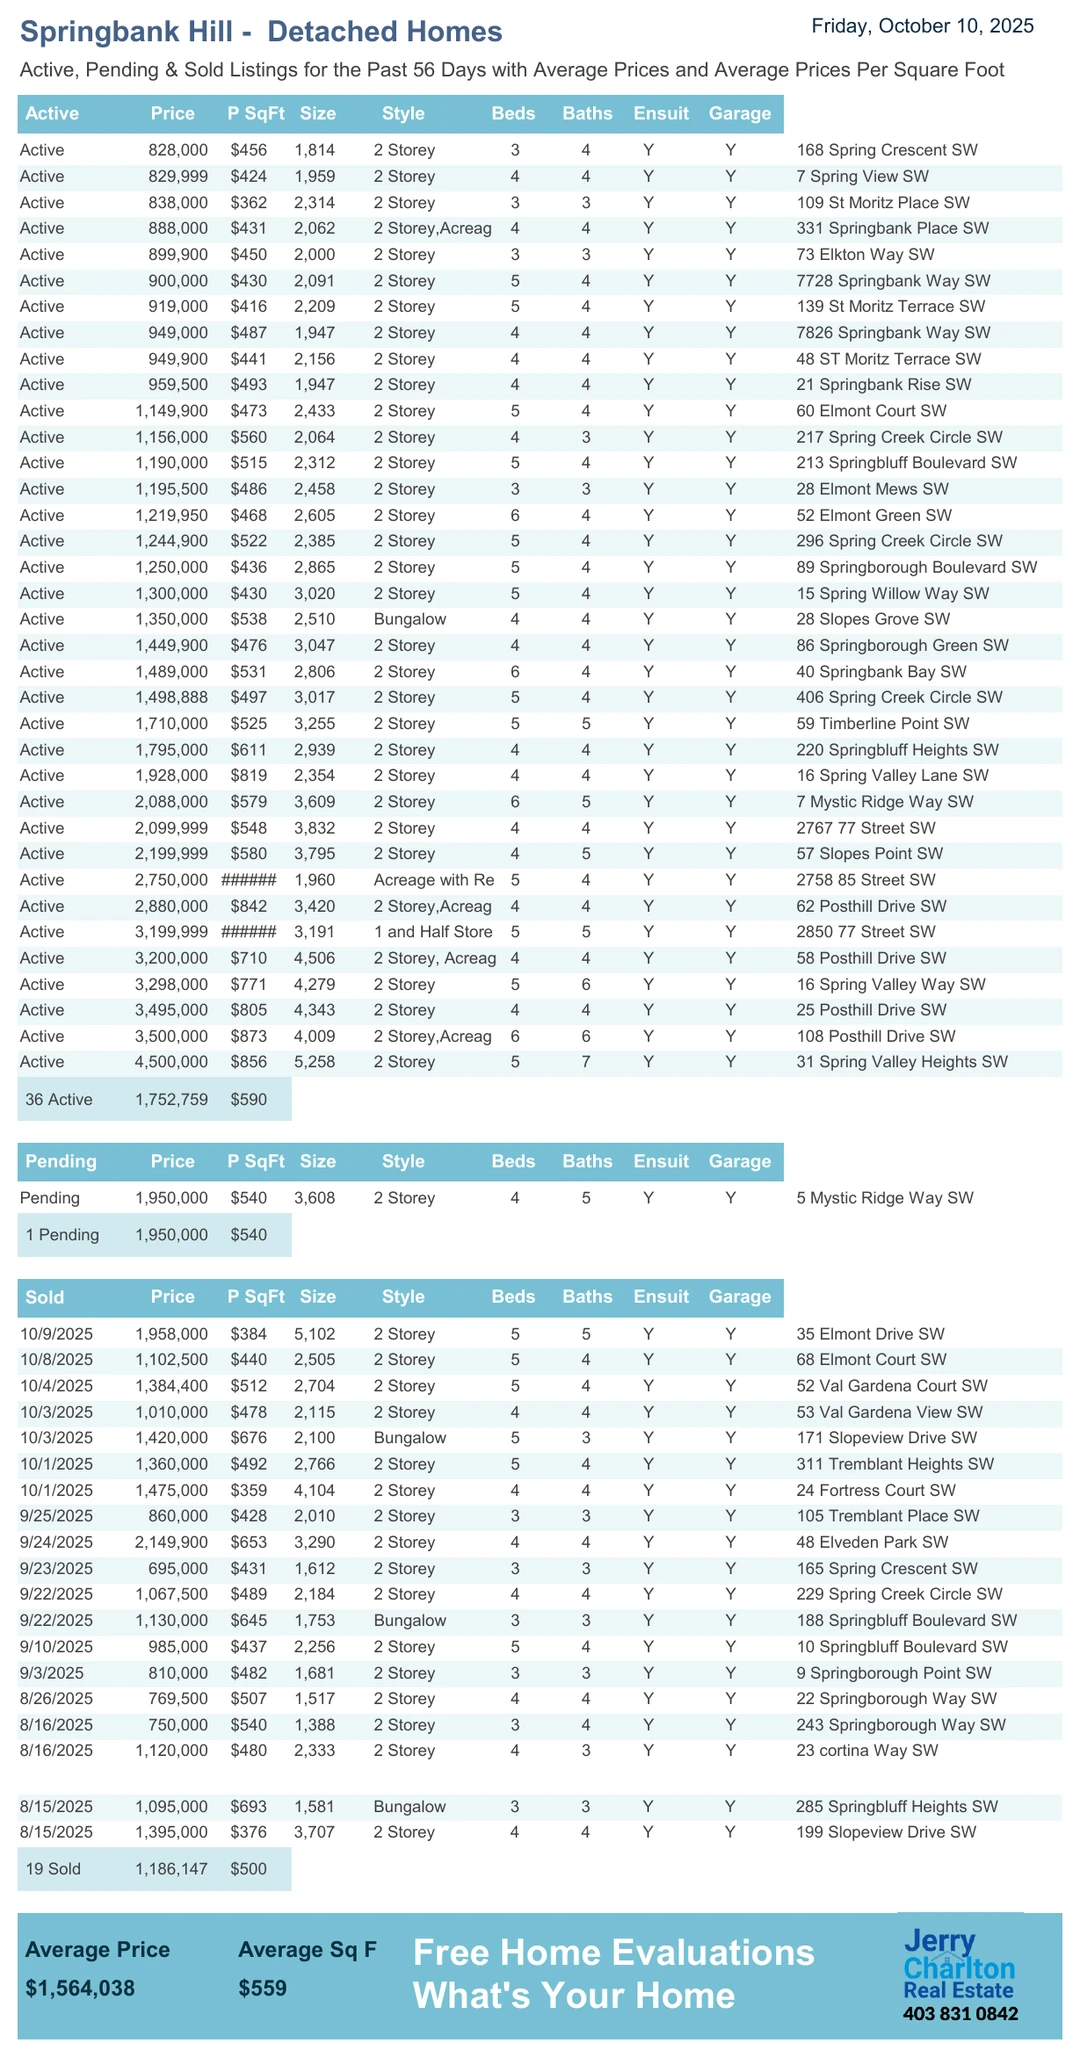 Springbank Hill - Detached Homes
Friday, October 10, 2025
Active, Pending & Sold Listings for the Past 56 Days with Average Prices and Average Prices Per Square Foot
Active Price P SqFt Size Style Beds Baths Ensuit Garage
Active 828,000 $456 1,814 2 Storey 3 4 Y Y 168 Spring Crescent SW
Active 829,999 $424 1,959 2 Storey 4 4 Y Y 7 Spring View SW
Active 838,000 $362 2,314 2 Storey 3 3 Y Y 109 St Moritz Place SW
Active 888,000 $431 2,062 2 Storey,Acreag 4 4 Y Y 331 Springbank Place SW
Active 899,900 $450 2,000 2 Storey 3 3 Y Y 73 Elkton Way SW
Active 900,000 $430 2,091 2 Storey 5 4 Y Y 7728 Springbank Way SW
Active 919,000 $416 2,209 2 Storey 5 4 Y Y 139 St Moritz Terrace SW
Active 949,000 $487 1,947 2 Storey 4 4 Y Y 7826 Springbank Way SW
Active 949,900 $441 2,156 2 Storey 4 4 Y Y 48 ST Moritz Terrace SW
Active 959,500 $493 1,947 2 Storey 4 4 Y Y 21 Springbank Rise SW
Active 1,149,900 $473 2,433 2 Storey 5 4 Y Y 60 Elmont Court SW
Active 1,156,000 $560 2,064 2 Storey 4 3 Y Y 217 Spring Creek Circle SW
Active 1,190,000 $515 2,312 2 Storey 5 4 Y Y 213 Springbluff Boulevard SW
Active 1,195,500 $486 2,458 2 Storey 3 3 Y Y 28 Elmont Mews SW
Active 1,219,950 $468 2,605 2 Storey 6 4 Y Y 52 Elmont Green SW
Active 1,244,900 $522 2,385 2 Storey 5 4 Y Y 296 Spring Creek Circle SW
Active 1,250,000 $436 2,865 2 Storey 5 4 Y Y 89 Springborough Boulevard SW
Active 1,300,000 $430 3,020 2 Storey 5 4 Y Y 15 Spring Willow Way SW
Active 1,350,000 $538 2,510 Bungalow 4 4 Y Y 28 Slopes Grove SW
Active 1,449,900 $476 3,047 2 Storey 4 4 Y Y 86 Springborough Green SW
Active 1,489,000 $531 2,806 2 Storey 6 4 Y Y 40 Springbank Bay SW
Active 1,498,888 $497 3,017 2 Storey 5 4 Y Y 406 Spring Creek Circle SW
Active 1,710,000 $525 3,255 2 Storey 5 5 Y Y 59 Timberline Point SW
Active 1,795,000 $611 2,939 2 Storey 4 4 Y Y 220 Springbluff Heights SW
Active 1,928,000 $819 2,354 2 Storey 4 4 Y Y 16 Spring Valley Lane SW
Active 2,088,000 $579 3,609 2 Storey 6 5 Y Y 7 Mystic Ridge Way SW
Active 2,099,999 $548 3,832 2 Storey 4 4 Y Y 2767 77 Street SW
Active 2,199,999 $580 3,795 2 Storey 4 5 Y Y 57 Slopes Point SW
Active 2,750,000 ###### 1,960 Acreage with Re 5 4 Y Y 2758 85 Street SW
Active 2,880,000 $842 3,420 2 Storey,Acreag 4 4 Y Y 62 Posthill Drive SW
Active 3,199,999 ###### 3,191 1 and Half Store 5 5 Y Y 2850 77 Street SW
Active 3,200,000 $710 4,506 2 Storey, Acreag 4 4 Y Y 58 Posthill Drive SW
Active 3,298,000 $771 4,279 2 Storey 5 6 Y Y 16 Spring Valley Way SW
Active 3,495,000 $805 4,343 2 Storey 4 4 Y Y 25 Posthill Drive SW
Active 3,500,000 $873 4,009 2 Storey,Acreag 6 6 Y Y 108 Posthill Drive SW
Active 4,500,000 $856 5,258 2 Storey 5 7 Y Y 31 Spring Valley Heights SW
36 Active 1,752,759 $590
Pending Price P SqFt Size Style Beds Baths Ensuit Garage
Pending 1,950,000 $540 3,608 2 Storey 4 5 Y Y 5 Mystic Ridge Way SW
1 Pending 1,950,000 $540
Sold Price P SqFt Size Style Beds Baths Ensuit Garage
10/9/2025 1,958,000 $384 5,102 2 Storey 5 5 Y Y 35 Elmont Drive SW
10/8/2025 1,102,500 $440 2,505 2 Storey 5 4 Y Y 68 Elmont Court SW
10/4/2025 1,384,400 $512 2,704 2 Storey 5 4 Y Y 52 Val Gardena Court SW
10/3/2025 1,010,000 $478 2,115 2 Storey 4 4 Y Y 53 Val Gardena View SW
10/3/2025 1,420,000 $676 2,100 Bungalow 5 3 Y Y 171 Slopeview Drive SW
10/1/2025 1,360,000 $492 2,766 2 Storey 5 4 Y Y 311 Tremblant Heights SW
10/1/2025 1,475,000 $359 4,104 2 Storey 4 4 Y Y 24 Fortress Court SW
9/25/2025 860,000 $428 2,010 2 Storey 3 3 Y Y 105 Tremblant Place SW
9/24/2025 2,149,900 $653 3,290 2 Storey 4 4 Y Y 48 Elveden Park SW
9/23/2025 695,000 $431 1,612 2 Storey 3 3 Y Y 165 Spring Crescent SW
9/22/2025 1,067,500 $489 2,184 2 Storey 4 4 Y Y 229 Spring Creek Circle SW
9/22/2025 1,130,000 $645 1,753 Bungalow 3 3 Y Y 188 Springbluff Boulevard SW
9/10/2025 985,000 $437 2,256 2 Storey 5 4 Y Y 10 Springbluff Boulevard SW
9/3/2025 810,000 $482 1,681 2 Storey 3 3 Y Y 9 Springborough Point SW
8/26/2025 769,500 $507 1,517 2 Storey 4 4 Y Y 22 Springborough Way SW
8/16/2025 750,000 $540 1,388 2 Storey 3 4 Y Y 243 Springborough Way SW
8/16/2025 1,120,000 $480 2,333 2 Storey 4 3 Y Y 23 cortina Way SW
8/15/2025 1,095,000 $693 1,581 Bungalow 3 3 Y Y 285 Springbluff Heights SW
8/15/2025 1,395,000 $376 3,707 2 Storey 4 4 Y Y 199 Slopeview Drive SW
19 Sold 1,186,147 $500
Average Price Average Sq F
$1,564,038 $559
Free Home Evaluations
What's Your Home
Jerry
Charlton
Real Estate
403 831 0842